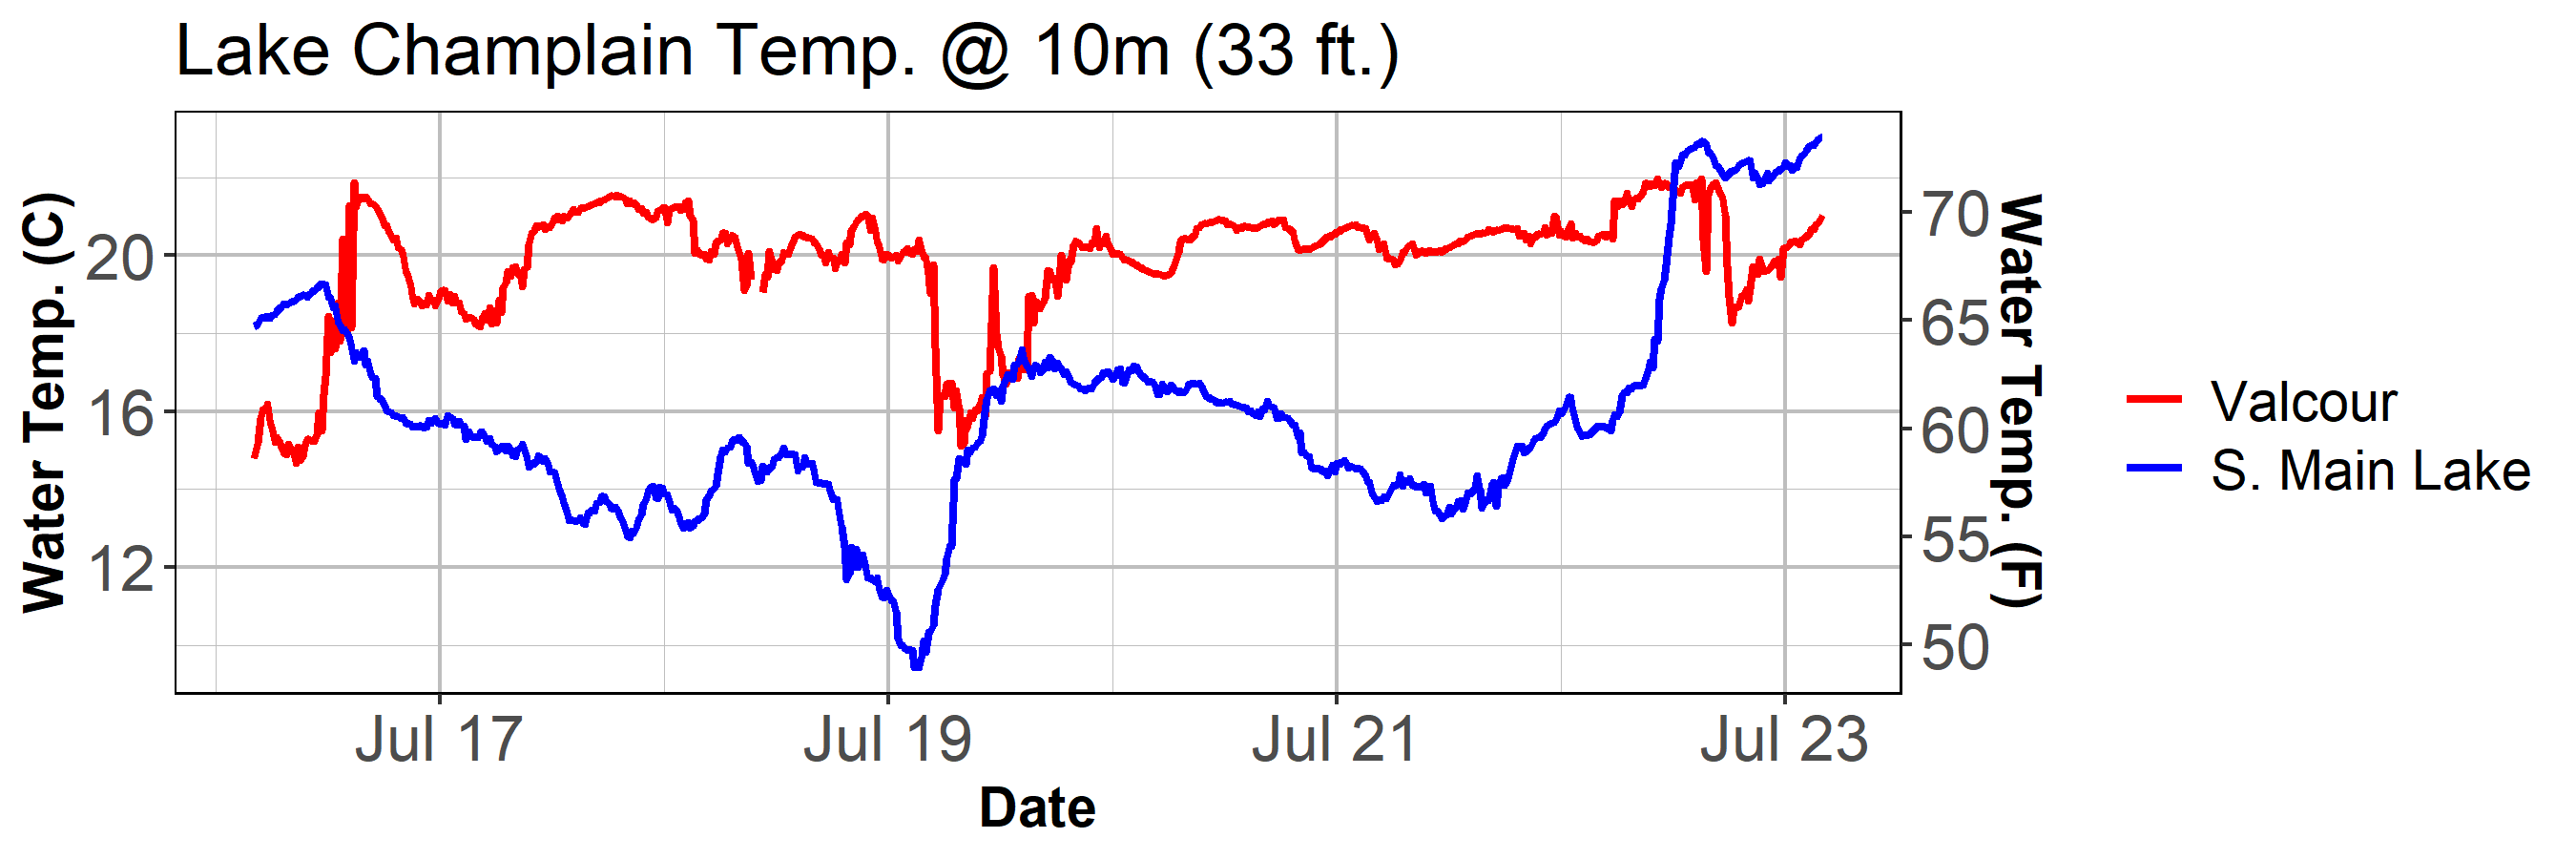 Lake Champlain Temp. @ 10m (33 ft.)
Water Temp. (C)
20
16
12
70
65
60
55
50
Water Temp. (F)
Jul 17
Jul 19
Jul 21
Jul 23
Date
Valcour
S. Main Lake